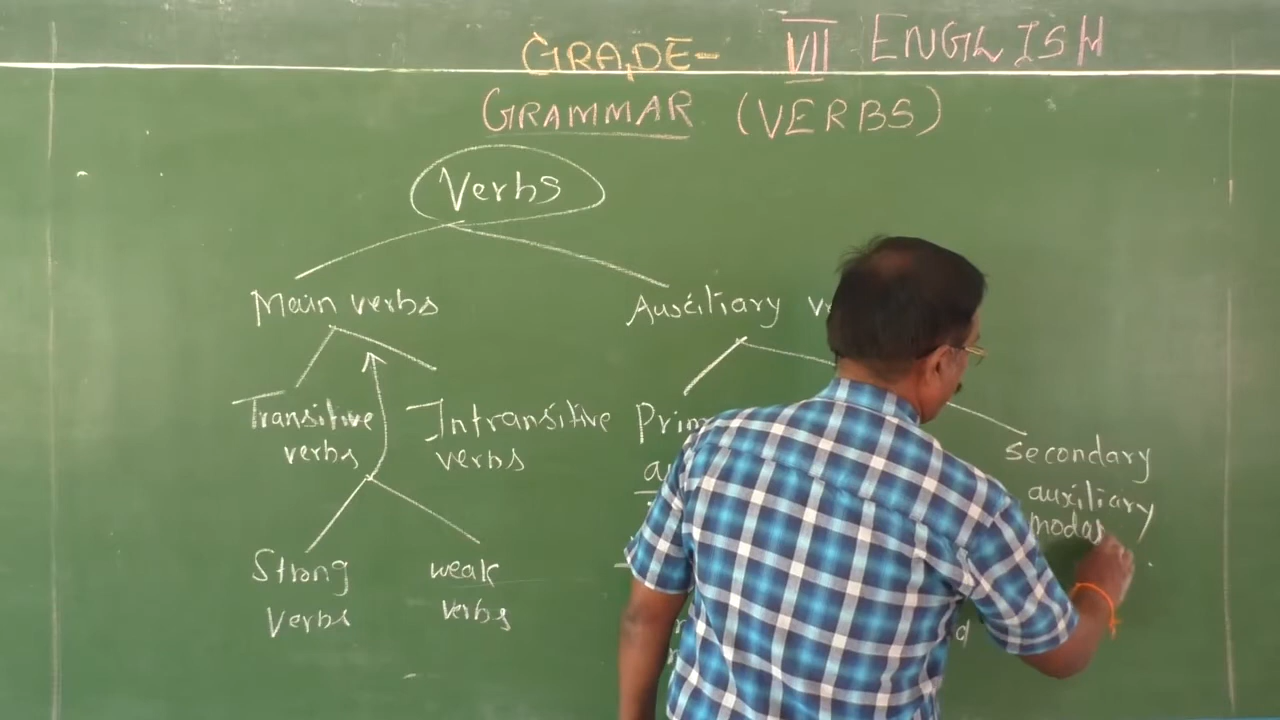 GRADE- VII ENGLISH
GRAMMAR (VERBS)
Verbs
Main verbs
Auxiliary
Transitive
verbs
Intransitive
verbs
Strong
Verbs
weak
verbs
secondary
auxiliary